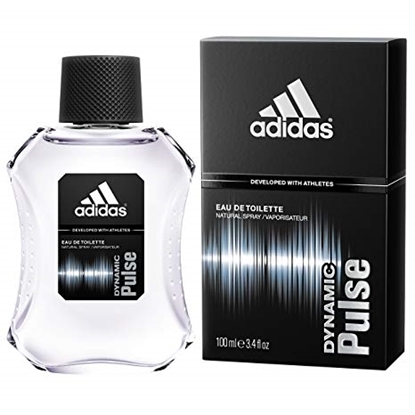 adidas
DEVELOPED WITH ATHLETES
EAU DE TOILETTE
NATURAL SPRAY / VAPORISATEUR
DYNAMIC
Pulse
adidas
DEVELOPED WITH ATHLETES
EAU DE TOILETTE
NATURAL SPRAY / VAPORISATEUR
DYNAMIC
Pulse
100 ml e 3.4 fl oz